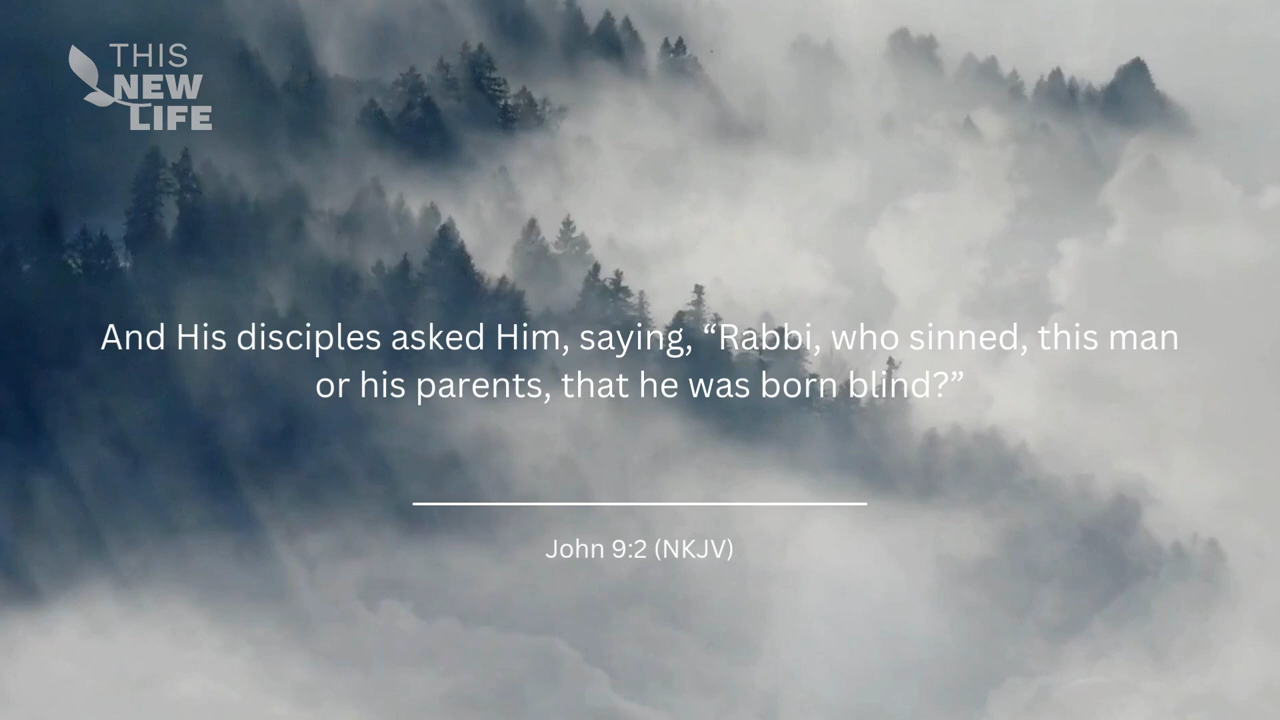 THIS
NEW
LIFE
And His disciples asked Him, saying, “Rabbi, who sinned, this man
or his parents, that he was born blind?”
John 9:2 (NKJV)